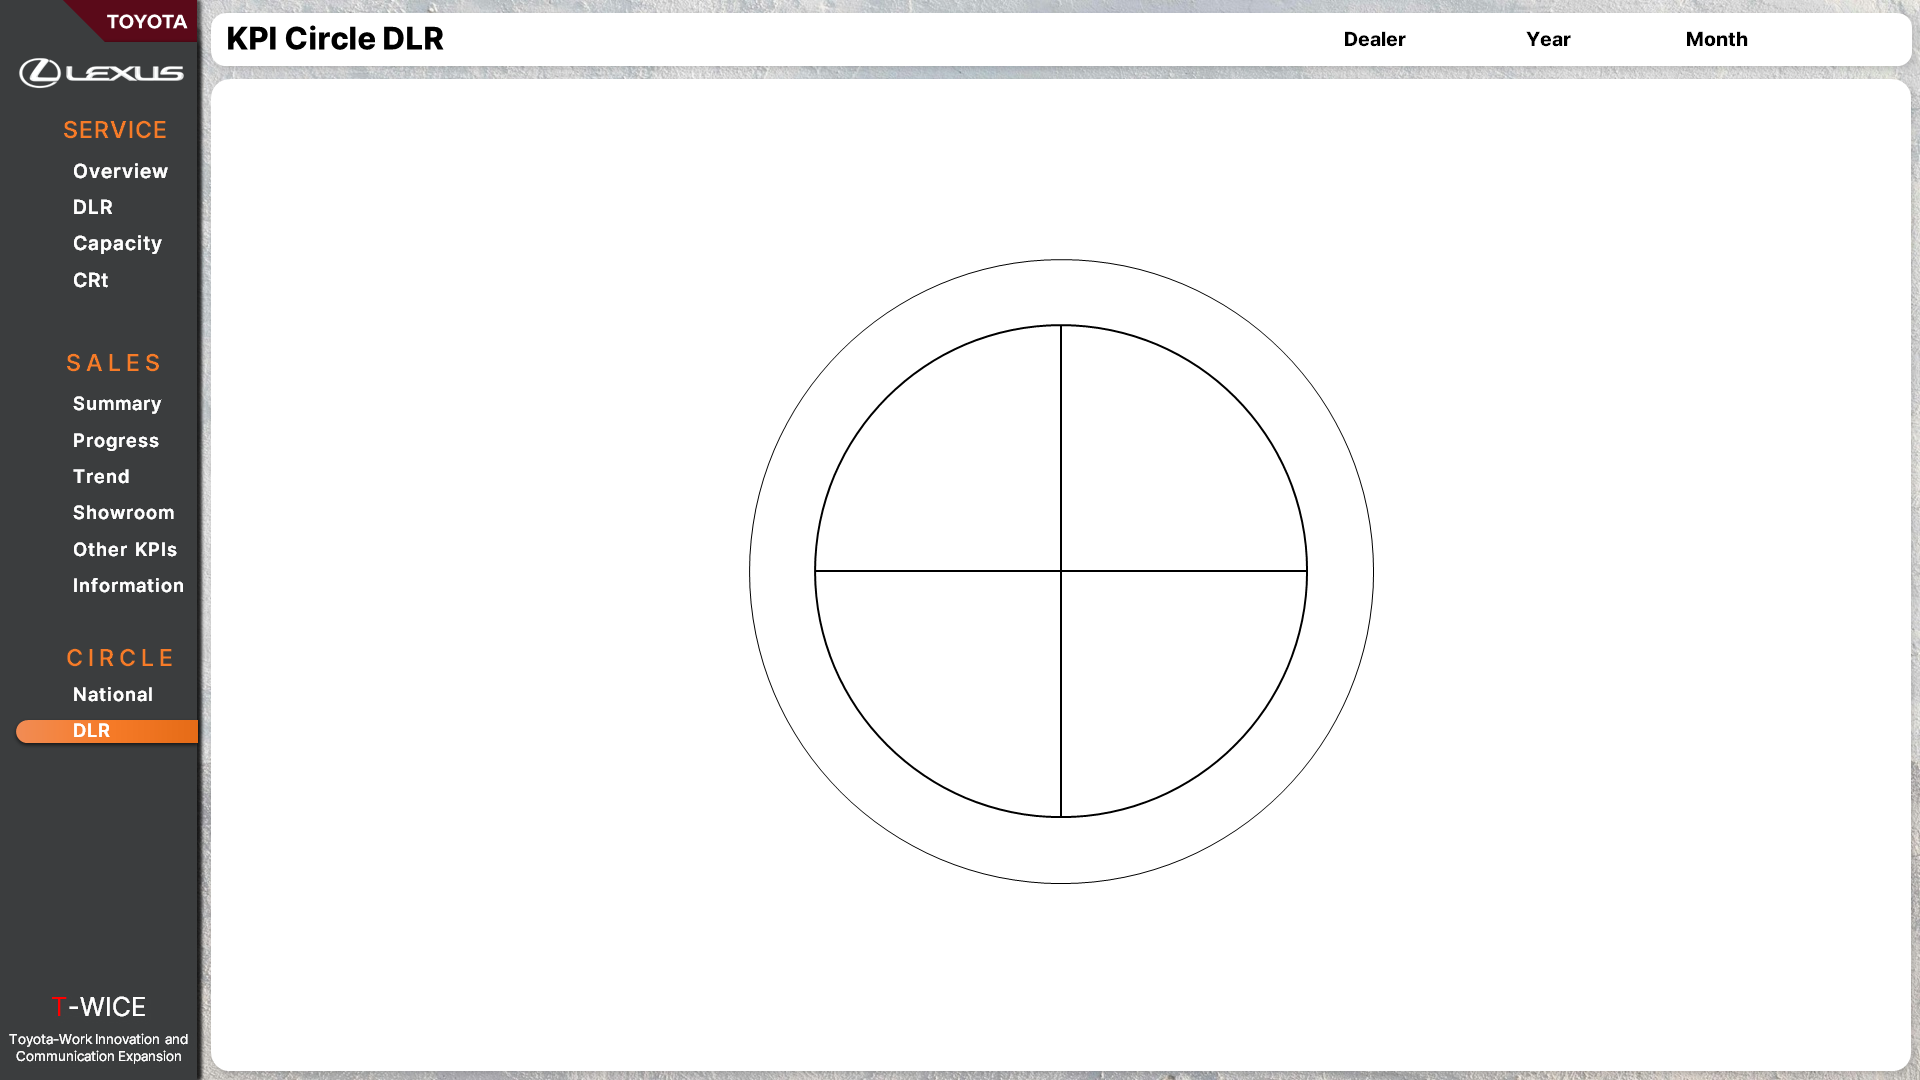 TOYOTA
LEXUS
SERVICE
Overview
DLR
Capacity
CRt
SALES
Summary
Progress
Trend
Showroom
Other KPIs
Information
CIRCLE
National
DLR
T-WICE
Toyota-Work Innovation and
Communication Expansion
KPI Circle DLR
Dealer
Year
Month